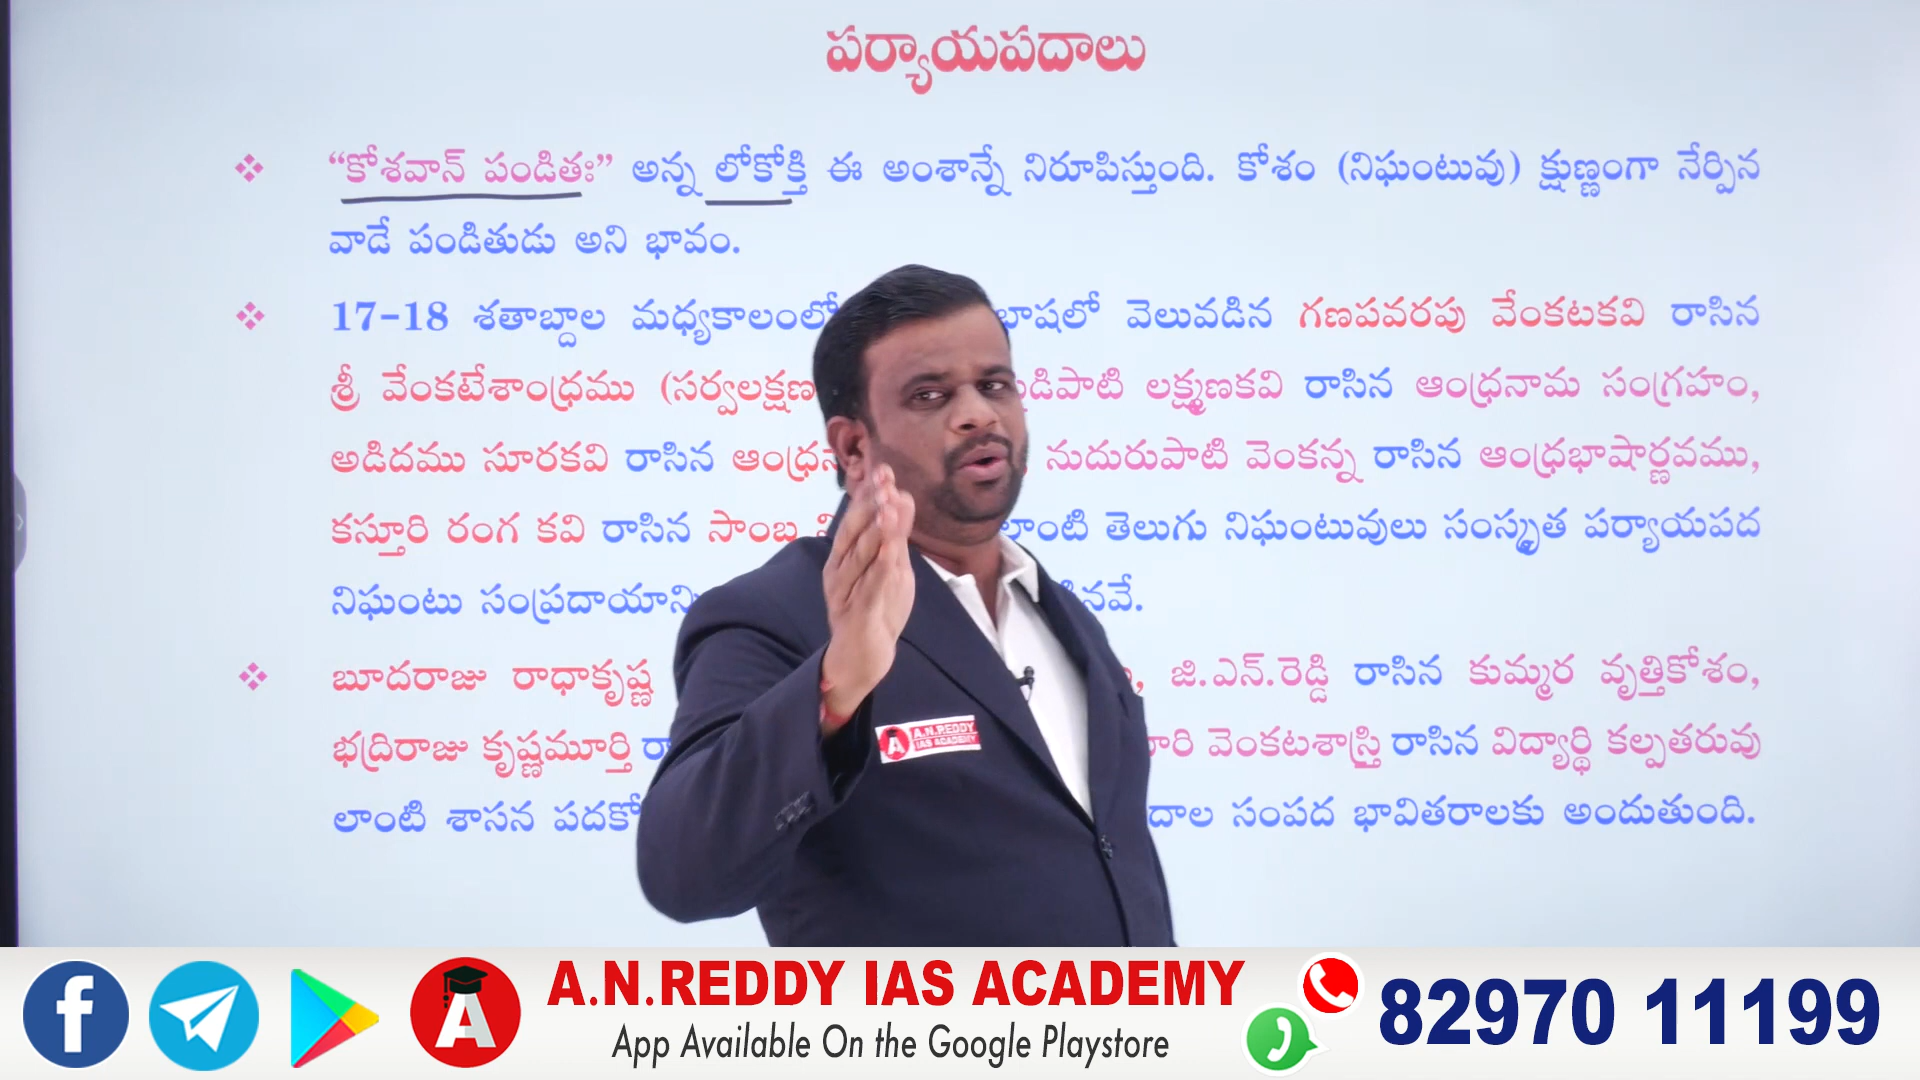 పర్యాయపదాలు
“కోశవాన్ పండితః” అన్న లోకోక్తి ఈ అంశాన్నే నిరూపిస్తుంది. కోశం (నిఘంటువు) క్షుణ్ణంగా నేర్పిన
వాడే పండితుడు అని భావం.
17-18 శతాబ్దాల మధ్యకాలంలో భాషలో వెలువడిన గణపవరపు వేంకటకవి రాసిన
శ్రీ వేంకటేశాంధ్రము (సర్వలక్షణ లక్ష్మణకవి రాసిన ఆంధ్రనామ సంగ్రహం,
అడిదము సూరకవి రాసిన నుదురుపాటి వెంకన్న రాసిన ఆంధ్రభాషార్ణవము,
కస్తూరి రంగ కవి రాసిన సాంబ లాంటి తెలుగు నిఘంటువులు సంస్కృత పర్యాయపద
నిఘంటు సంప్రదాయాన్ని
బూదరాజు రాధాకృష్ణ జి.ఎన్.రెడ్డి రాసిన కుమ్మర వృత్తికోశం,
భద్రిరాజు కృష్ణమూర్తి వెంకటశాస్త్రి రాసిన విద్యార్థి కల్పతరువు
లాంటి శాసన సంపద భావితరాలకు అందుతుంది.
A.N.REDDY
IAS ACADEMY
A.N.REDDY IAS ACADEMY
App Available On the Google Playstore
82970 11199